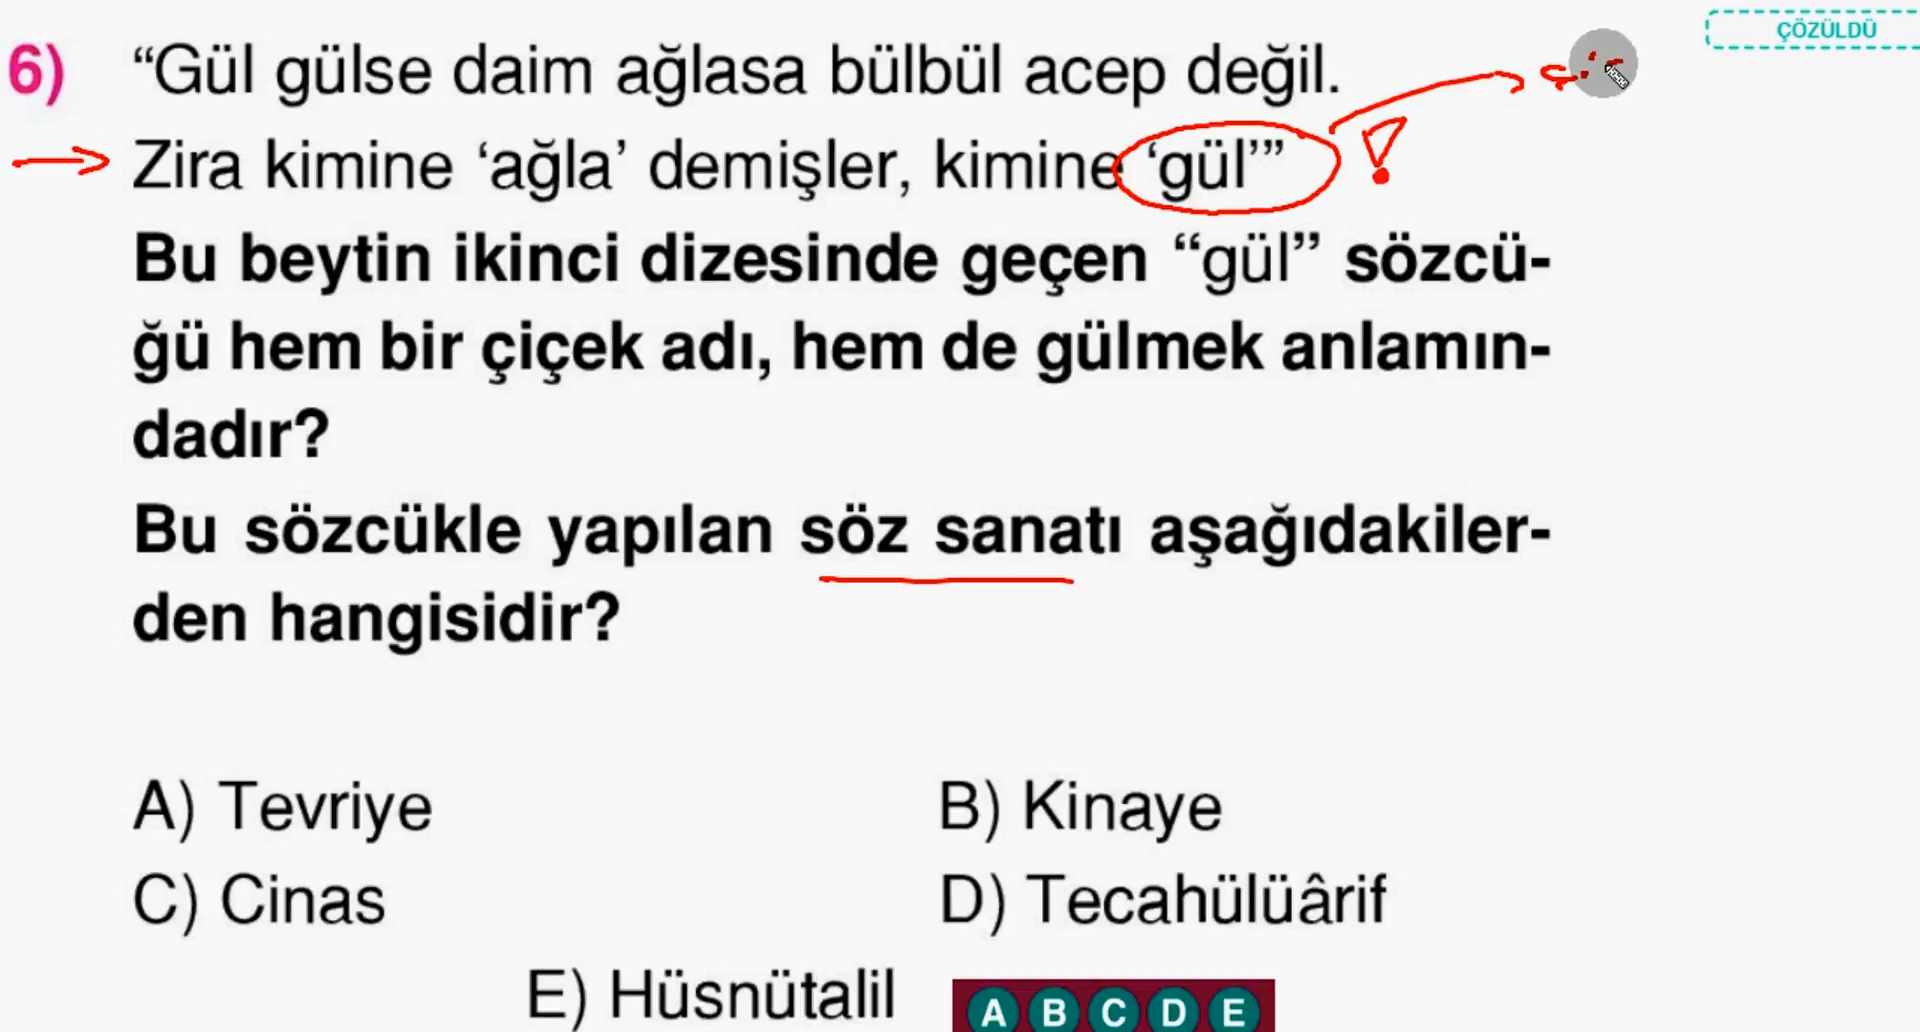 ÇÖZÜLDÜ
6) “Gül gülse daim ağlasa bülbül acep değil.
Zira kimine ‘ağla’ demişler, kimine ‘gül’”
Bu beytin ikinci dizesinde geçen “gül” sözcü-
ğü hem bir çiçek adı, hem de gülmek anlamın-
dadır?
Bu sözcükle yapılan söz sanatı aşağıdakiler-
den hangisidir?
A) Tevriye B) Kinaye
C) Cinas D) Tecahülüârif
E) Hüsnütalil
A B C D E